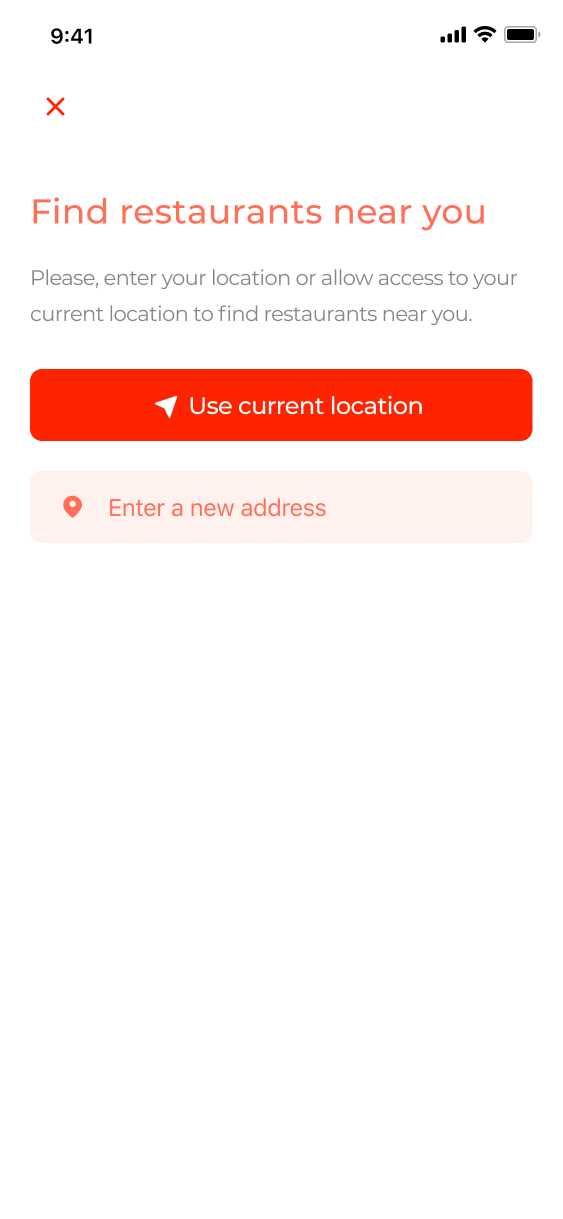 9:41
Find restaurants near you
Please, enter your location or allow access to your
current location to find restaurants near you.
Use current location
Enter a new address